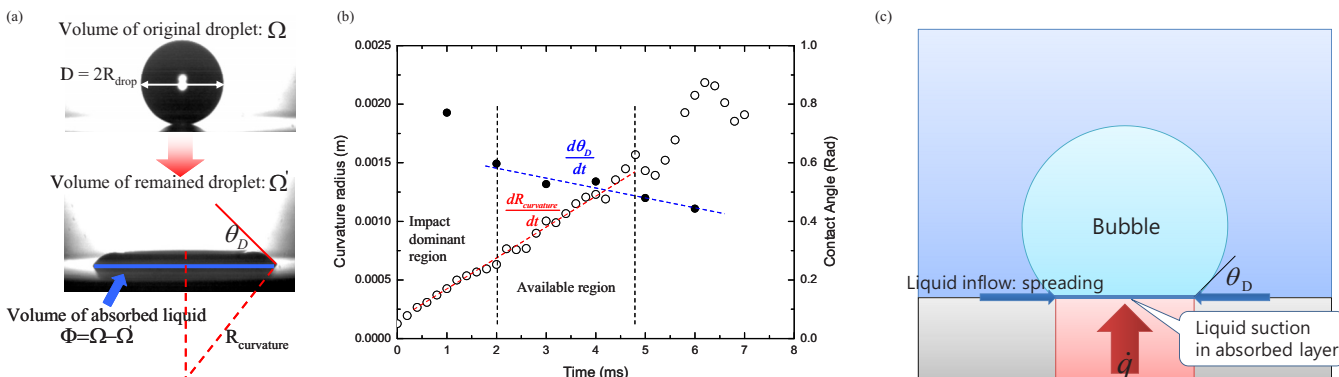 (a)
Volume of original droplet: Ω
D = 2R_drop
Volume of remained droplet: Ω'
θ_D
Volume of absorbed liquid
Φ=Ω-Ω'
R_curvature
(b)
0.0025
0.0020
0.0015
0.0010
0.0005
0.0000
Curvature radius (m)
1.0
0.8
0.6
0.4
0.2
0.0
Contact Angle (Rad)
dθ_D
dt
dR_curvature
dt
Impact
dominant
region
Available region
0 1 2 3 4 5 6 7 8
Time (ms)
(c)
Bubble
θ_D
Liquid inflow: spreading
Liquid suction
in absorbed layer
q̇